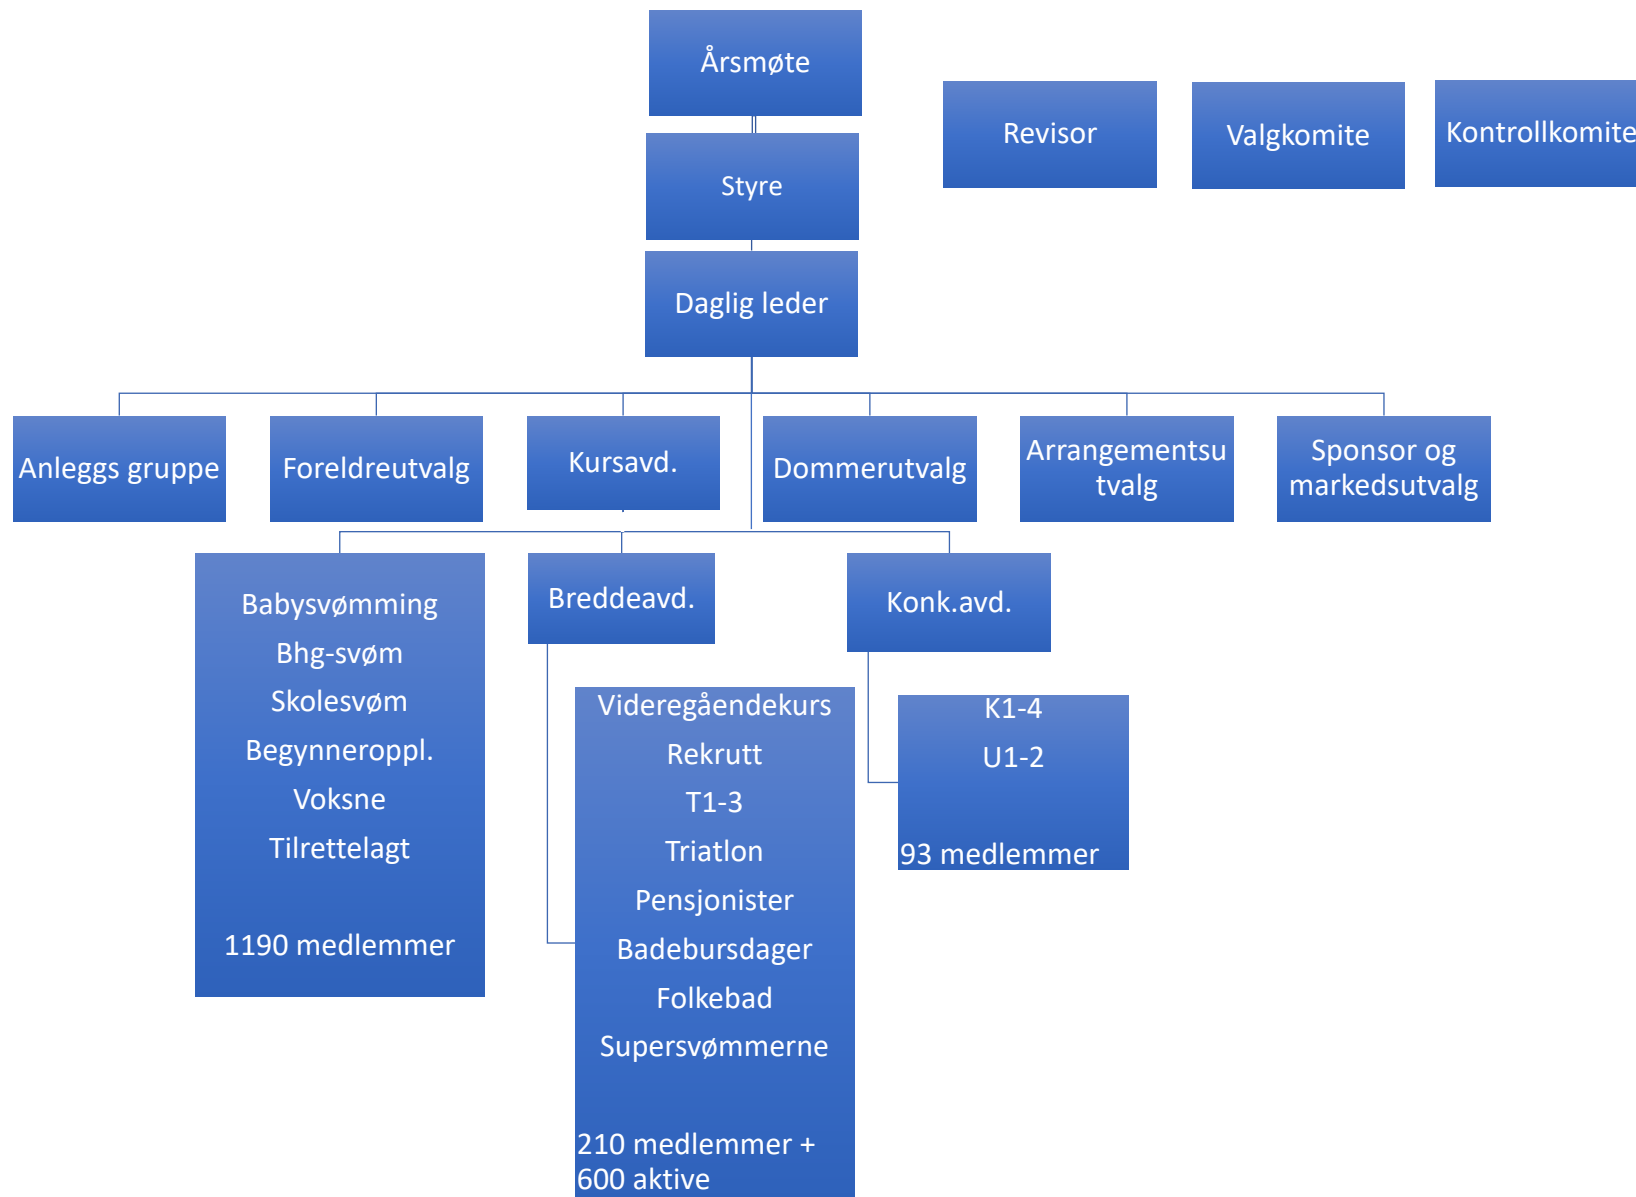 Årsmøte
Revisor
Valgkomite
Kontrollkomite
Styre
Daglig leder
Anleggs gruppe
Foreldreutvalg
Kursavd.
Dommerutvalg
Arrangementsu
tvalg
Sponsor og
markedsutvalg
Babysvømming
Bhg-svøm
Skolesvøm
Begynneroppl.
Voksne
Tilrettelagt
1190 medlemmer
Breddeavd.
Videregåendekurs
Rekrutt
T1-3
Triatlon
Pensjonister
Badebursdager
Folkebad
Supersvømmerne
210 medlemmer +
600 aktive
Konk.avd.
K1-4
U1-2
93 medlemmer